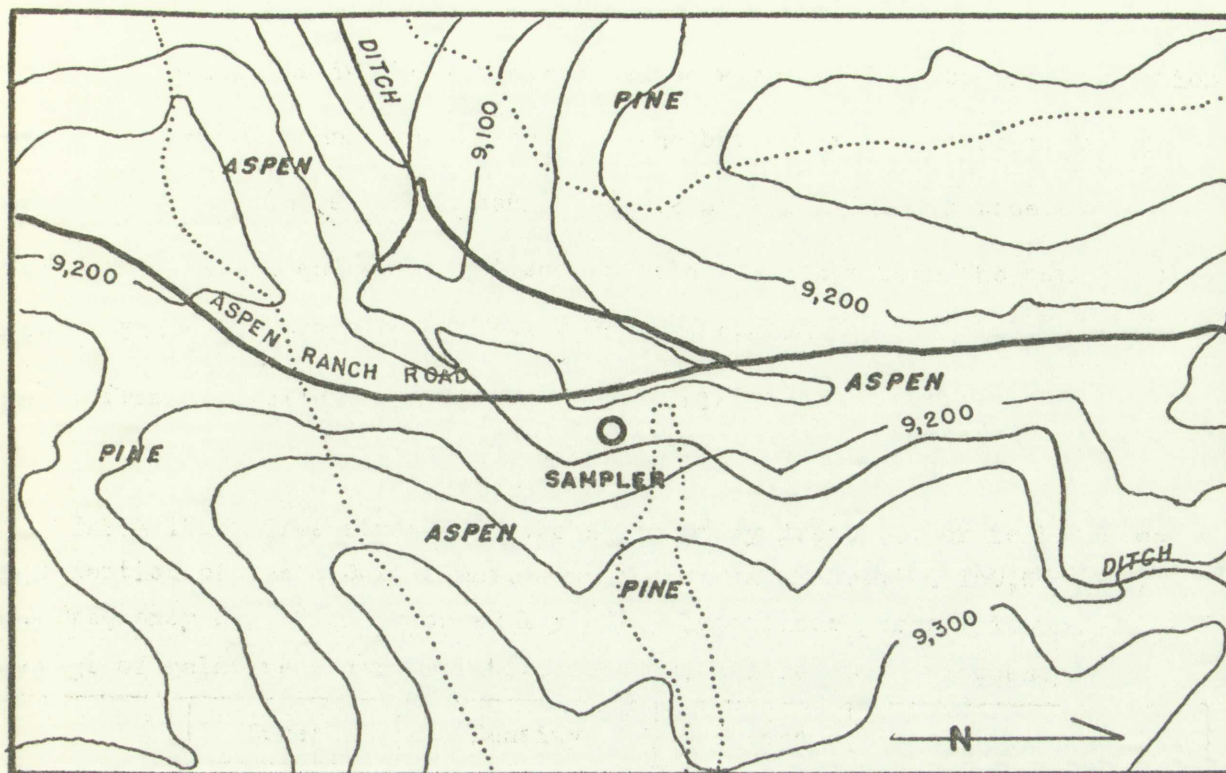 DITCH
PINE
9,100
ASPEN
9,200
9,200
ASPEN RANCH ROAD
ASPEN
9,200
PINE
SAMPLER
ASPEN
DITCH
PINE
9,300
N